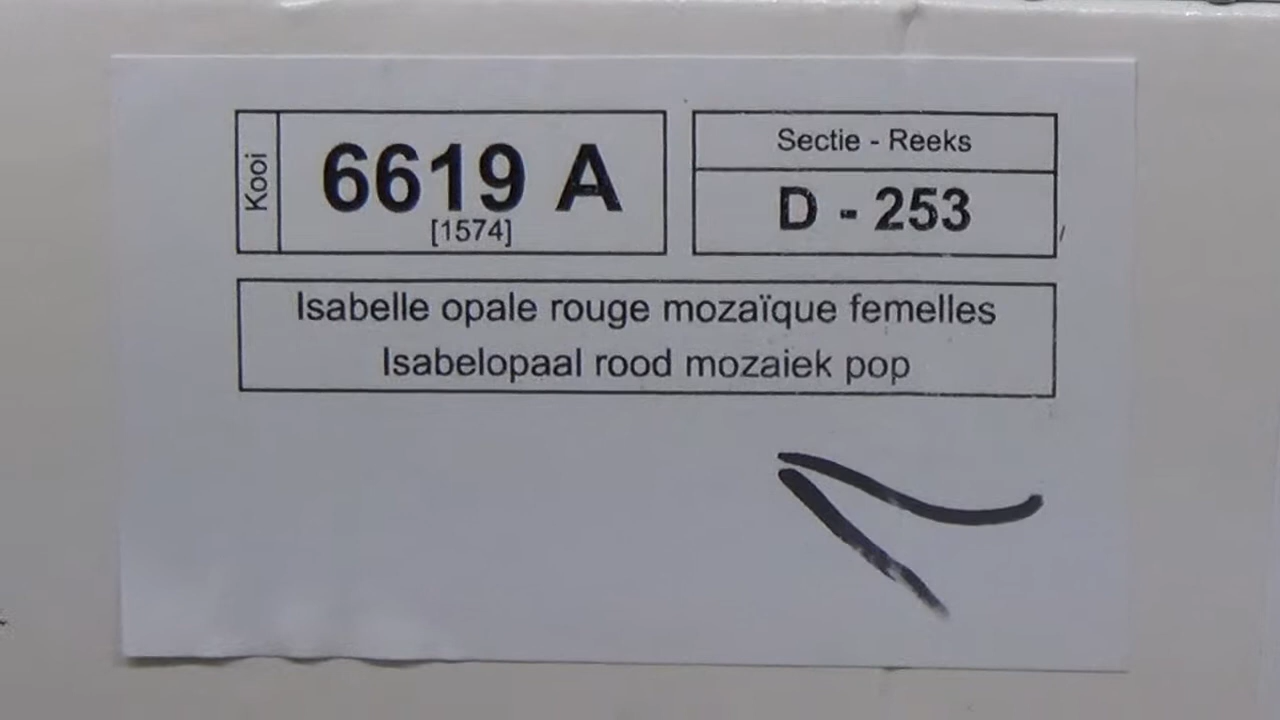 Kooi
6619 A
[1574]
Sectie - Reeks
D - 253
Isabelle opale rouge mozaïque femelles
Isabelopaal rood mozaiek pop